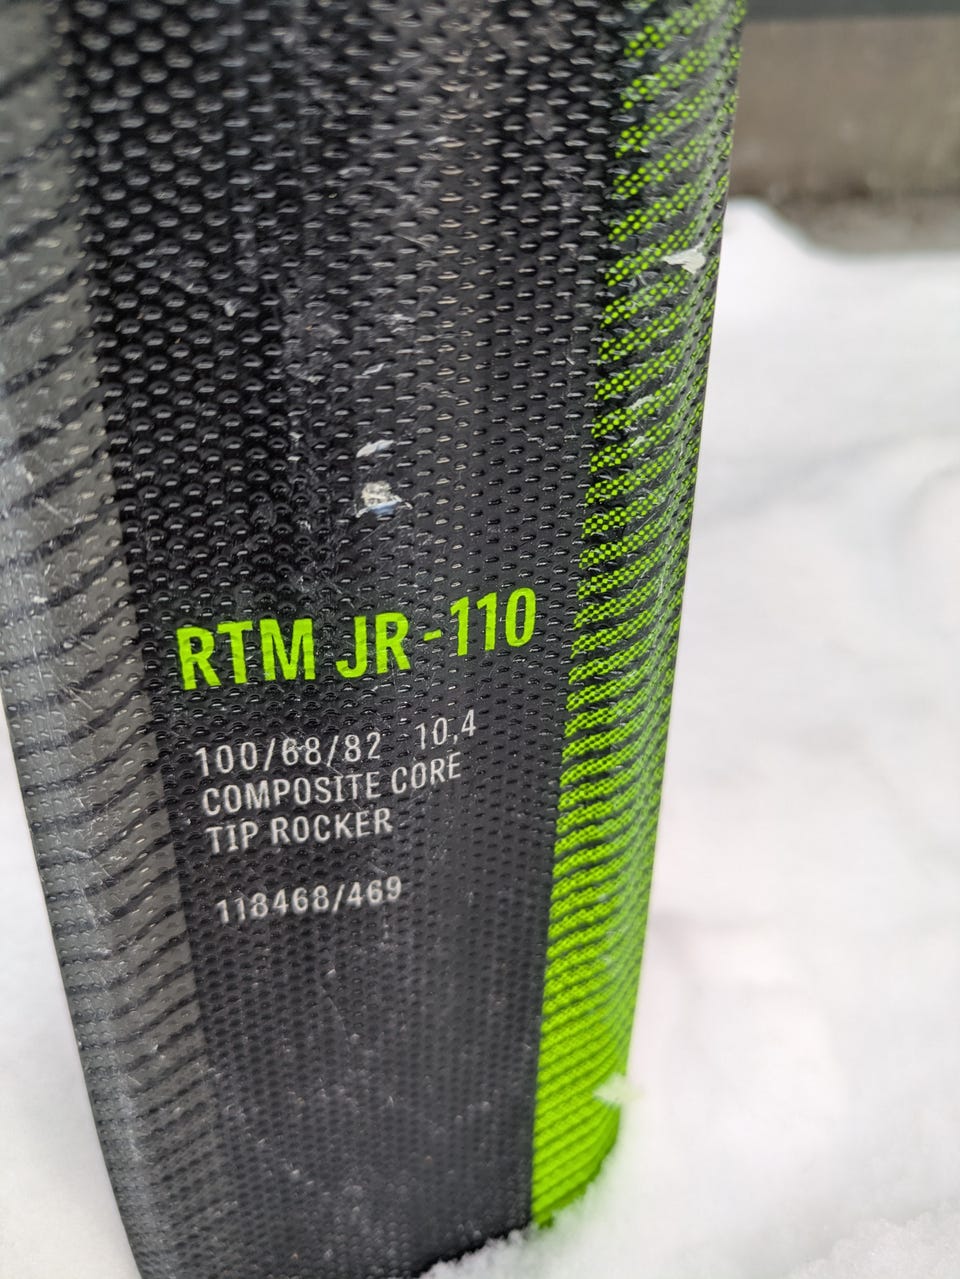 RTM JR - 110
100/68/82 10,4
COMPOSITE CORE
TIP ROCKER
118468/469